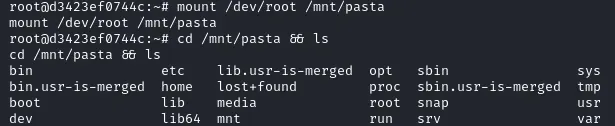 root@d3423ef0744c:~# mount /dev/root /mnt/pasta
mount /dev/root /mnt/pasta
root@d3423ef0744c:~# cd /mnt/pasta && ls
cd /mnt/pasta && ls
bin                etc   lib.usr-is-merged  opt   sbin                sys
bin.usr-is-merged  home  lost+found         proc  sbin.usr-is-merged  tmp
boot               lib   media              root  snap                usr
dev                lib64  mnt               run   srv                 var